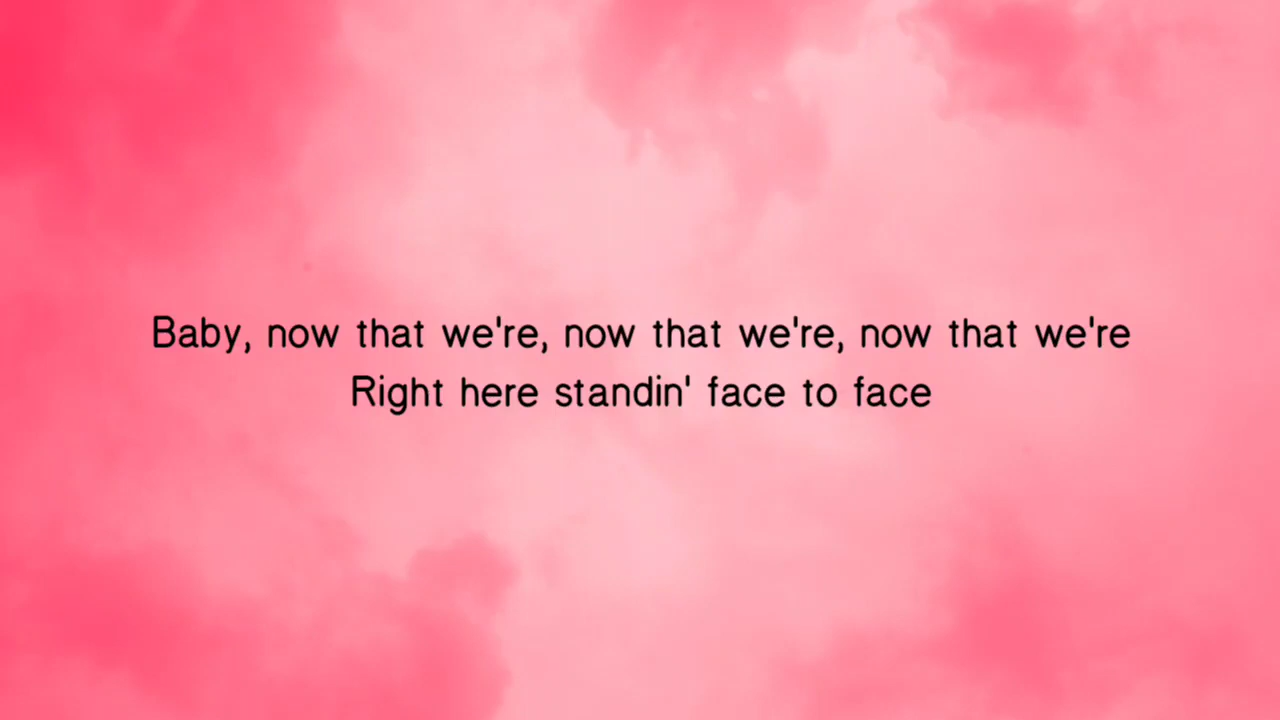 Baby, now that we're, now that we're, now that we're
Right here standin' face to face